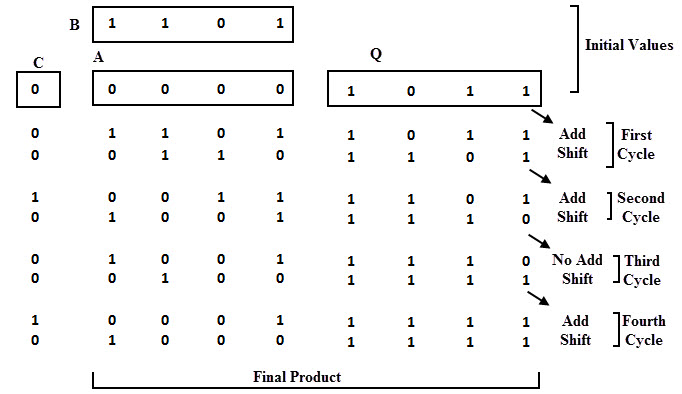 B 1 1 0 1
Initial Values
C A Q
0 0 0 0 0 1 0 1 1
0 1 1 0 1 1 0 1 1 Add First
0 0 1 1 0 1 1 0 1 Shift Cycle
1 0 0 1 1 1 1 0 1 Add Second
0 1 0 0 1 1 1 1 0 Shift Cycle
0 1 0 0 1 1 1 1 0 No Add Third
0 0 1 0 0 1 1 1 1 Shift Cycle
1 0 0 0 1 1 1 1 1 Add Fourth
0 1 0 0 0 1 1 1 1 Shift Cycle
Final Product